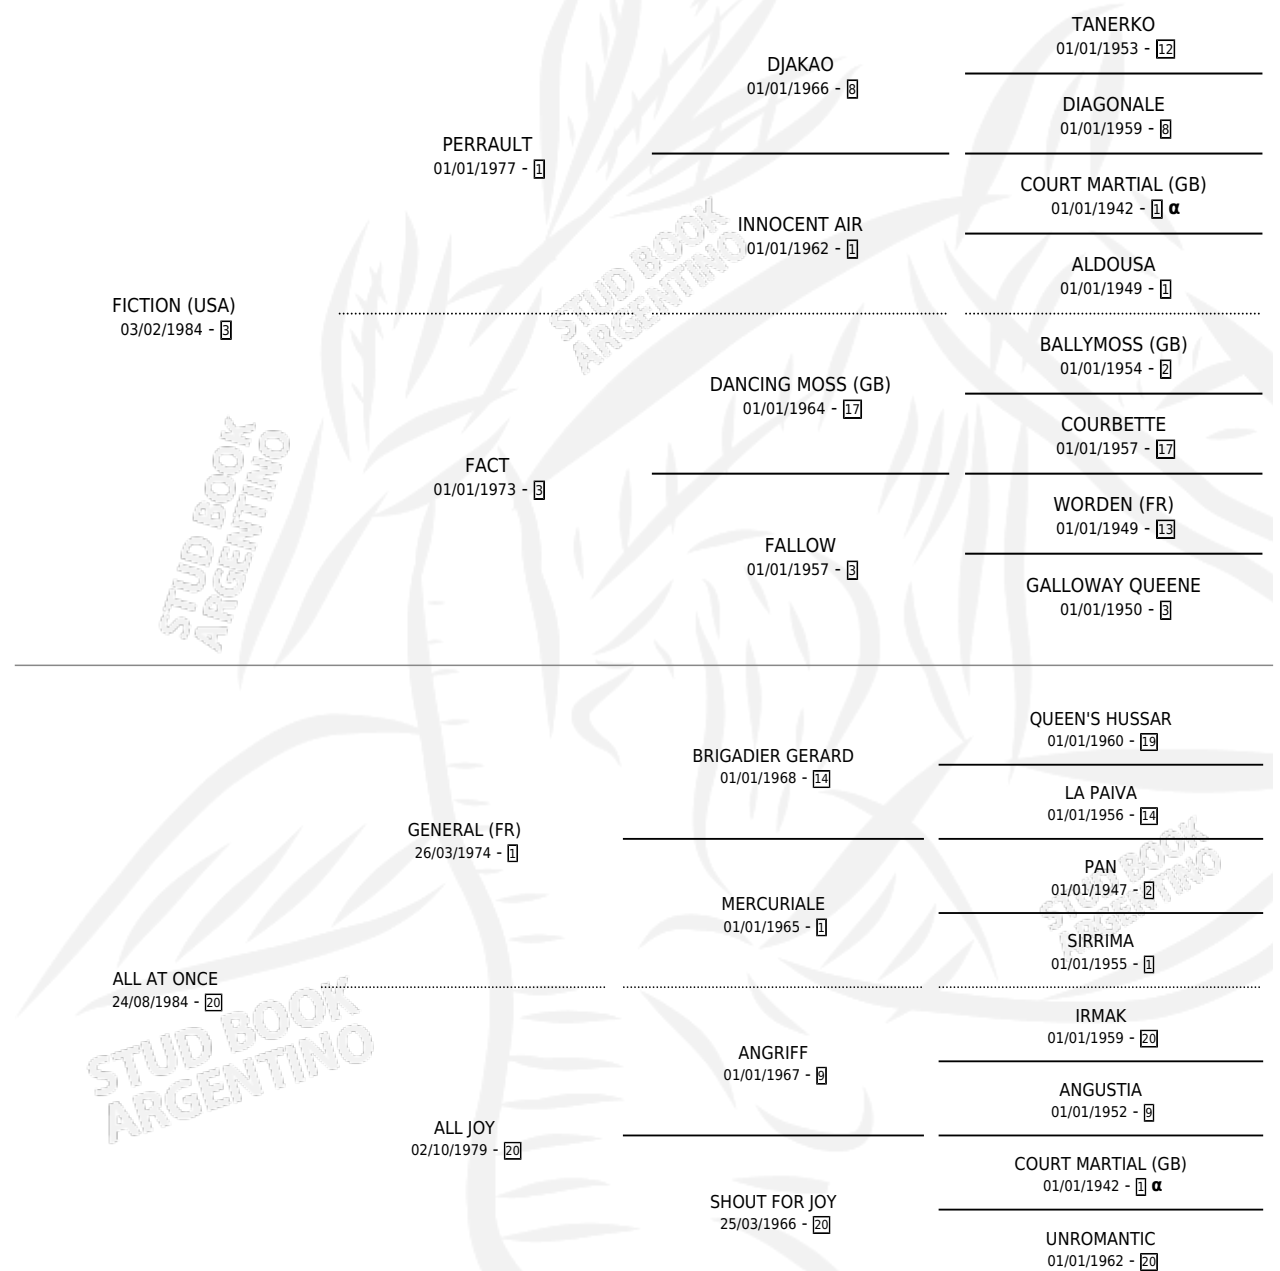 TANERKO
01/01/1953 - 12
DJAKAO
01/01/1966 - 8
DIAGONALE
01/01/1959 - 8
PERRAULT
01/01/1977 - 1
COURT MARTIAL (GB)
01/01/1942 - 1 α
INNOCENT AIR
01/01/1962 - 1
ALDOUSA
01/01/1949 - 1
FICTION (USA)
03/02/1984 - 3
BALLYMOSS (GB)
01/01/1954 - 2
DANCING MOSS (GB)
01/01/1964 - 17
COURBETTE
01/01/1957 - 17
FACT
01/01/1973 - 3
WORDEN (FR)
01/01/1949 - 13
FALLOW
01/01/1957 - 3
GALLOWAY QUEENE
01/01/1950 - 3
QUEEN'S HUSSAR
01/01/1960 - 19
BRIGADIER GERARD
01/01/1968 - 14
LA PAIVA
01/01/1956 - 14
GENERAL (FR)
26/03/1974 - 1
PAN
01/01/1947 - 2
MERCURIALE
01/01/1965 - 1
SIRRIMA
01/01/1955 - 1
ALL AT ONCE
24/08/1984 - 20
IRMAK
01/01/1959 - 20
ANGRIFF
01/01/1967 - 9
ANGUSTIA
01/01/1952 - 9
ALL JOY
02/10/1979 - 20
COURT MARTIAL (GB)
01/01/1942 - 1 α
SHOUT FOR JOY
25/03/1966 - 20
UNROMANTIC
01/01/1962 - 20
STUD BOOK
ARGENTINO
STUD BOOK
ARGENTINO
STUD BOOK
ARGENTINO
STUD BOOK
ARGENTINO